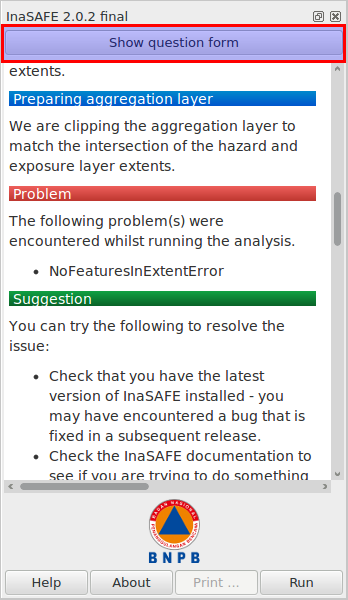 InaSAFE 2.0.2 final
Show question form
extents.
Preparing aggregation layer
We are clipping the aggregation layer to
match the intersection of the hazard and
exposure layer extents.
Problem
The following problem(s) were
encountered whilst running the analysis.
• NoFeaturesInExtentError
Suggestion
You can try the following to resolve the
issue:
• Check that you have the latest
version of InaSAFE installed - you
may have encountered a bug that is
fixed in a subsequent release.
• Check the InaSAFE documentation to
see if you are trying to do something
BADAN NASIONAL
PENANGGULANGAN BENCANA
BNPB
Help
About
Print ...
Run